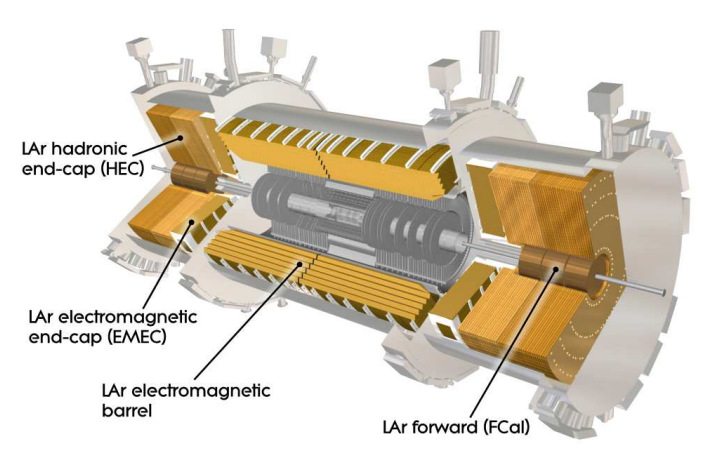 LAr hadronic
end-cap (HEC)
LAr electromagnetic
end-cap (EMEC)
LAr electromagnetic
barrel
LAr forward (FCal)